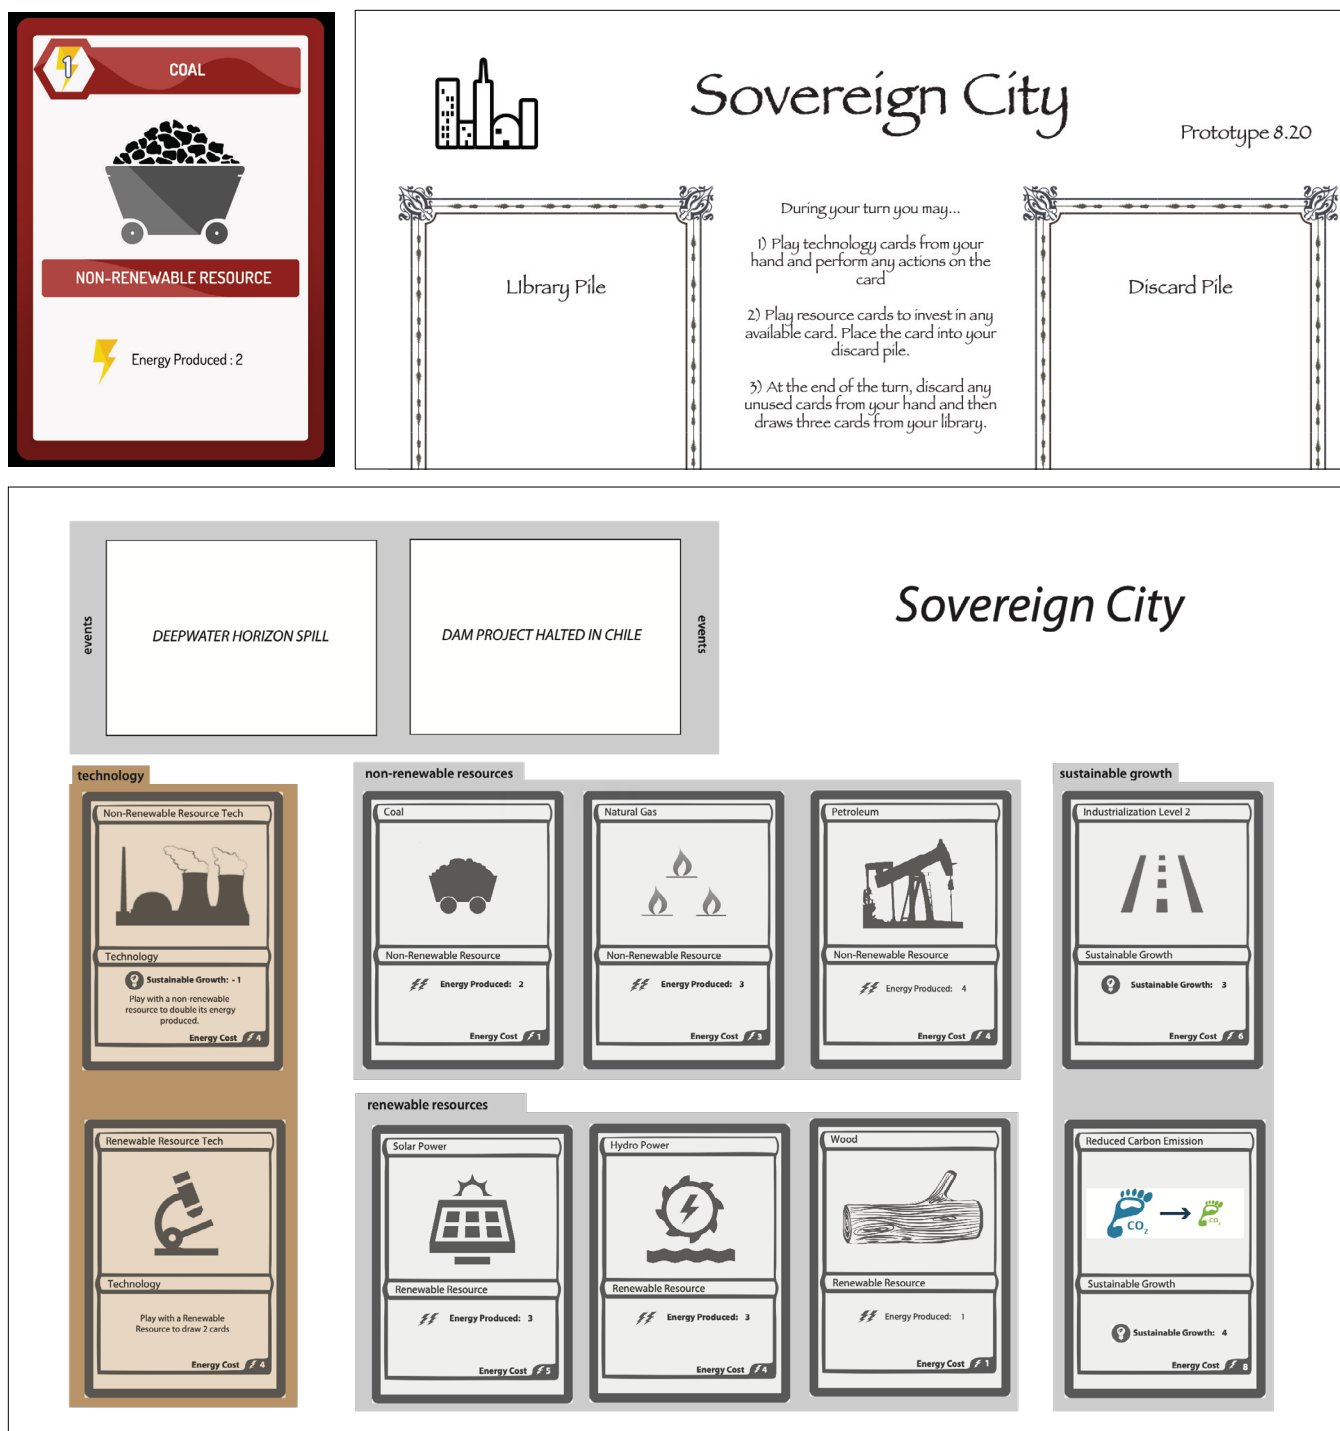 1
COAL
NON-RENEWABLE RESOURCE
Energy Produced : 2
Sovereign City
Prototype 8.20
During your turn you may...
1) Play technology cards from your
hand and perform any actions on the
card
2) Play resource cards to invest in any
available card. Place the card into your
discard pile.
3) At the end of the turn, discard any
unused cards from your hand and then
draws three cards from your library.
LIbrary Pile
Discard Pile
events
DEEPWATER HORIZON SPILL
DAM PROJECT HALTED IN CHILE
events
Sovereign City
technology
Non-Renewable Resource Tech
Technology
Sustainable Growth: - 1
Play with a non-renewable
resource to double its energy
produced.
Energy Cost 4
Renewable Resource Tech
Technology
Play with a Renewable
Resource to draw 2 cards
Energy Cost 4
non-renewable resources
Coal
Non-Renewable Resource
Energy Produced: 2
Energy Cost 1
Natural Gas
Non-Renewable Resource
Energy Produced: 3
Energy Cost 3
Petroleum
Non-Renewable Resource
Energy Produced: 4
Energy Cost 4
renewable resources
Solar Power
Renewable Resource
Energy Produced: 3
Energy Cost 5
Hydro Power
Renewable Resource
Energy Produced: 3
Energy Cost 4
Wood
Renewable Resource
Energy Produced: 1
Energy Cost 1
sustainable growth
Industrialization Level 2
Sustainable Growth
Sustainable Growth: 3
Energy Cost 6
Reduced Carbon Emission
CO2
CO2
Sustainable Growth
Sustainable Growth: 4
Energy Cost 8